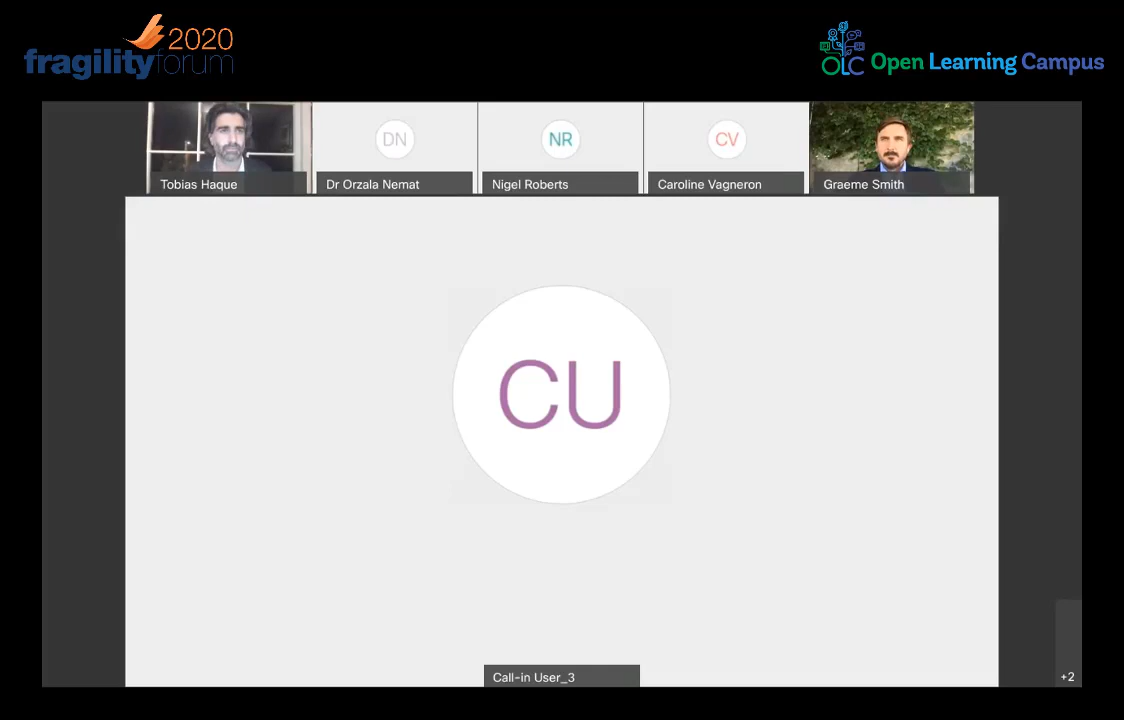 2020
fragilityforum
OLC Open Learning Campus
DN
NR
CV
Tobias Haque
Dr Orzala Nemat
Nigel Roberts
Caroline Vagneron
Graeme Smith
CU
Call-in User_3
+2